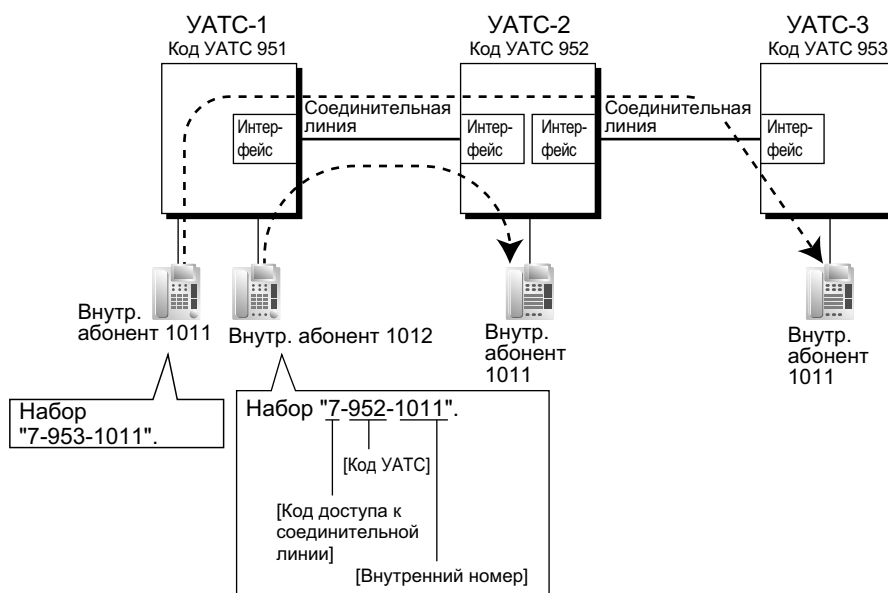 УАТС-1
Код УАТС 951
УАТС-2
Код УАТС 952
УАТС-3
Код УАТС 953
Соединительная
линия
Соединительная
линия
Интер-
фейс
Интер-
фейс
Интер-
фейс
Интер-
фейс
Внутр.
абонент 1011
Внутр. абонент 1012
Внутр.
абонент
1011
Внутр.
абонент
1011
Набор
"7-953-1011".
Набор "7-952-1011".
[Код УАТС]
[Код доступа к
соединительной
линии]
[Внутренний номер]